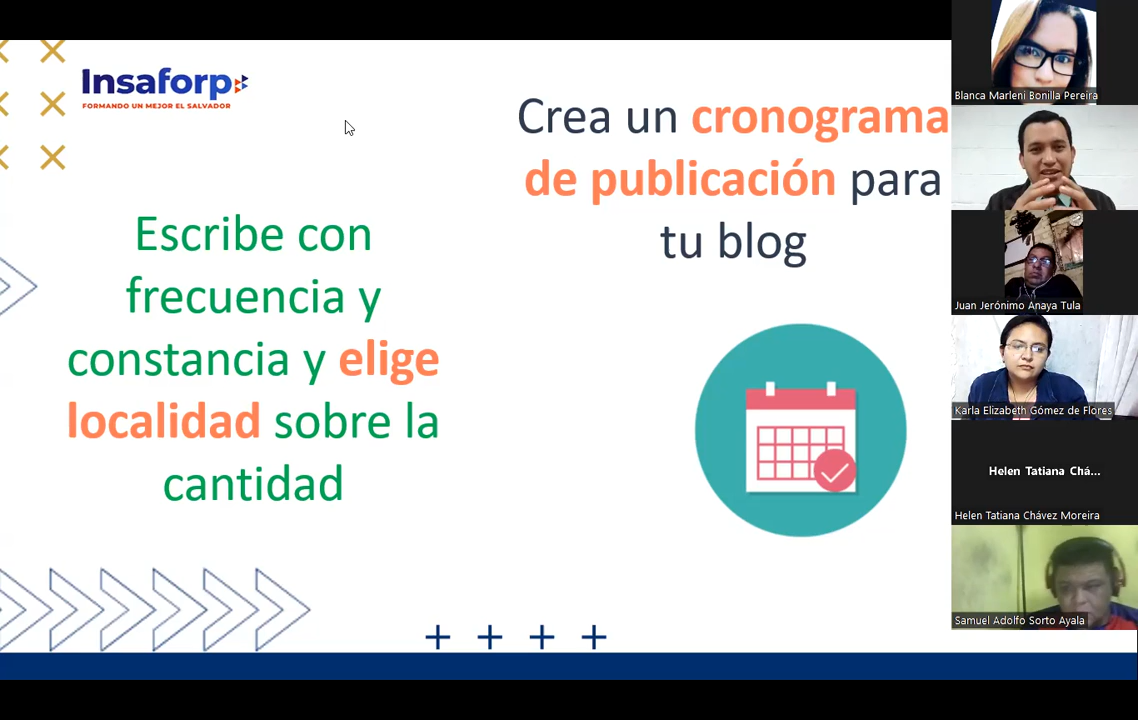 Insaforp
FORMANDO UN MEJOR EL SALVADOR
Crea un cronograma
de publicación para
tu blog
Escribe con
frecuencia y
constancia y elige
localidad sobre la
cantidad
Blanca Marleni Bonilla Pereira
Juan Jerónimo Anaya Tula
Karla Elizabeth Gómez de Flores
Helen Tatiana Chá...
Helen Tatiana Chávez Moreira
Samuel Adolfo Sorto Ayala